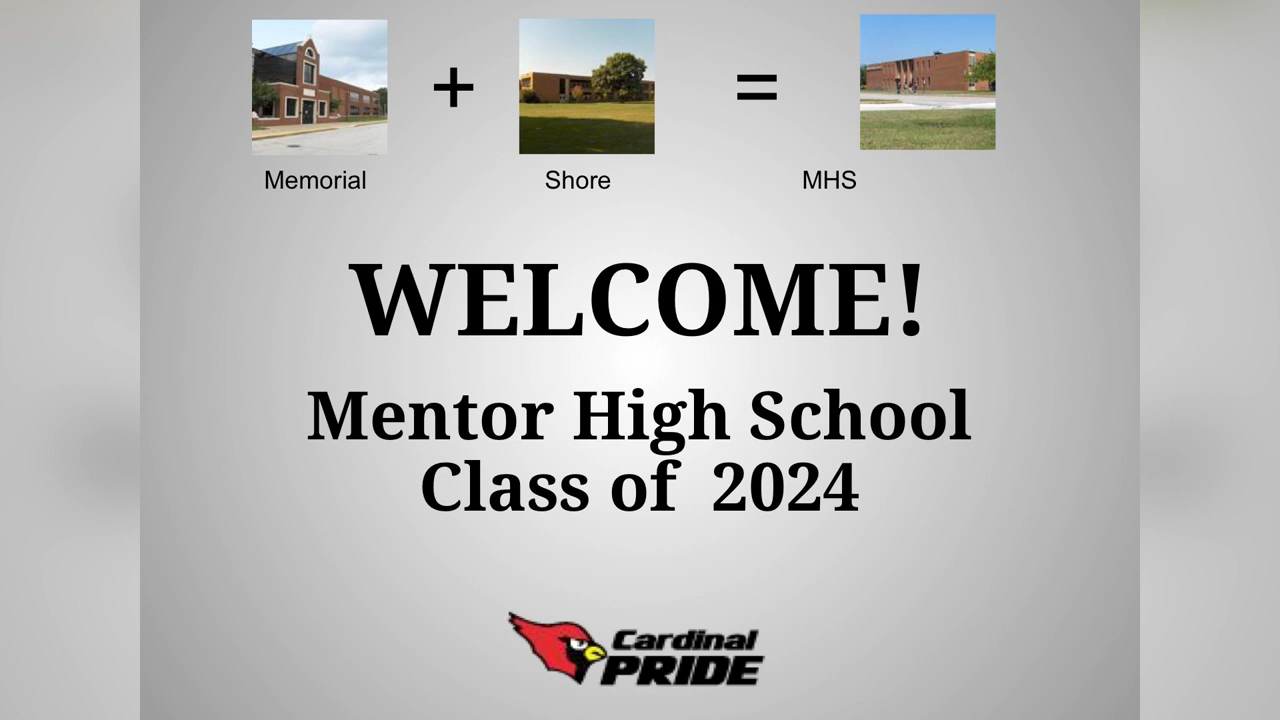 + =
Memorial Shore MHS
WELCOME!
Mentor High School
Class of 2024
Cardinal
PRIDE